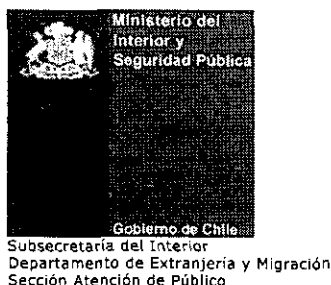 Ministerio del
Interior y
Seguridad Pública
Gobierno de Chile
Subsecretaría del Interior
Departamento de Extranjería y Migración
Sección Atención de Público